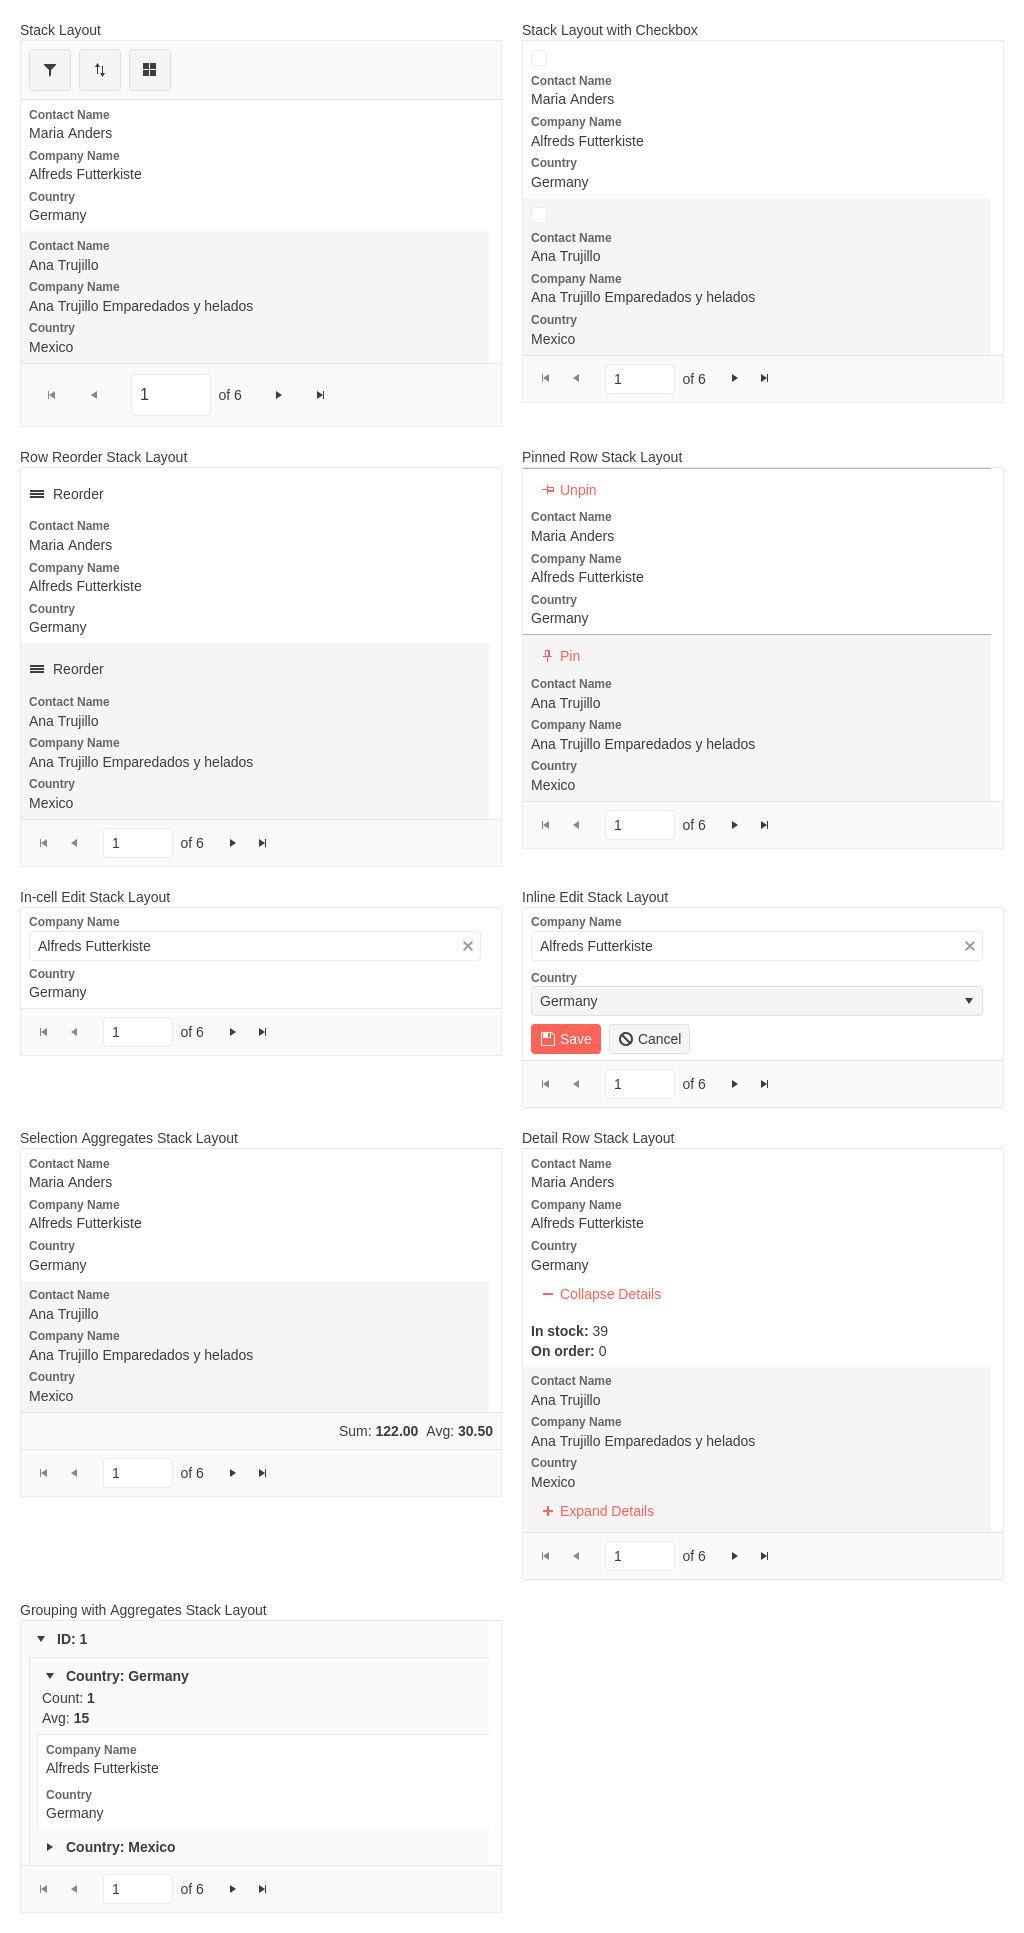 Stack Layout
Contact Name
Maria Anders
Company Name
Alfreds Futterkiste
Country
Germany
Contact Name
Ana Trujillo
Company Name
Ana Trujillo Emparedados y helados
Country
Mexico
1 of 6
Stack Layout with Checkbox
Contact Name
Maria Anders
Company Name
Alfreds Futterkiste
Country
Germany
Contact Name
Ana Trujillo
Company Name
Ana Trujillo Emparedados y helados
Country
Mexico
1 of 6
Row Reorder Stack Layout
Reorder
Contact Name
Maria Anders
Company Name
Alfreds Futterkiste
Country
Germany
Reorder
Contact Name
Ana Trujillo
Company Name
Ana Trujillo Emparedados y helados
Country
Mexico
1 of 6
Pinned Row Stack Layout
Unpin
Contact Name
Maria Anders
Company Name
Alfreds Futterkiste
Country
Germany
Pin
Contact Name
Ana Trujillo
Company Name
Ana Trujillo Emparedados y helados
Country
Mexico
1 of 6
In-cell Edit Stack Layout
Company Name
Alfreds Futterkiste
Country
Germany
1 of 6
Inline Edit Stack Layout
Company Name
Alfreds Futterkiste
Country
Germany
Save Cancel
1 of 6
Selection Aggregates Stack Layout
Contact Name
Maria Anders
Company Name
Alfreds Futterkiste
Country
Germany
Contact Name
Ana Trujillo
Company Name
Ana Trujillo Emparedados y helados
Country
Mexico
Sum: 122.00 Avg: 30.50
1 of 6
Detail Row Stack Layout
Contact Name
Maria Anders
Company Name
Alfreds Futterkiste
Country
Germany
Collapse Details
In stock: 39
On order: 0
Contact Name
Ana Trujillo
Company Name
Ana Trujillo Emparedados y helados
Country
Mexico
Expand Details
1 of 6
Grouping with Aggregates Stack Layout
ID: 1
Country: Germany
Count: 1
Avg: 15
Company Name
Alfreds Futterkiste
Country
Germany
Country: Mexico
1 of 6